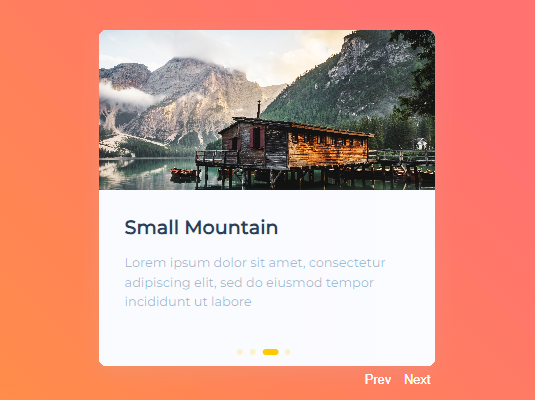 Small Mountain
Lorem ipsum dolor sit amet, consectetur
adipiscing elit, sed do eiusmod tempor
incididunt ut labore
Prev Next